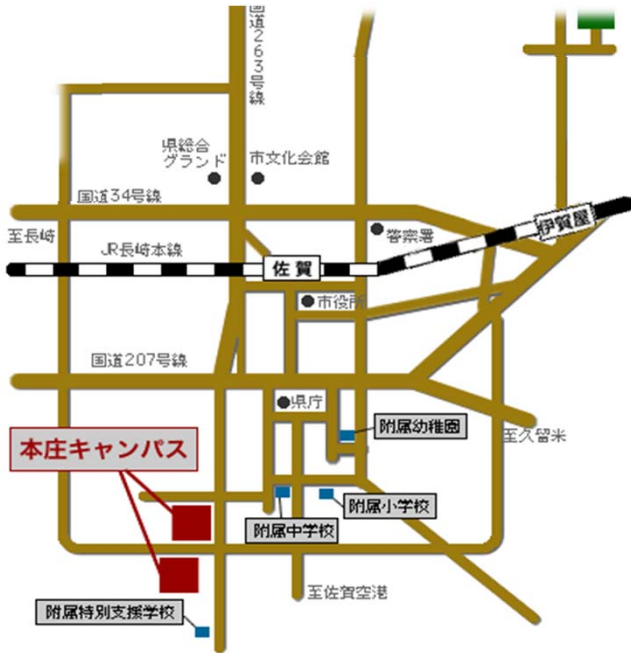 国道263号線
県総合
グランド
市文化会館
国道34号線
至長崎
JR長崎本線
警察署
伊賀屋
佐賀
市役所
国道207号線
県庁
附属幼稚園
至久留米
本庄キャンパス
附属小学校
附属中学校
至佐賀空港
附属特別支援学校